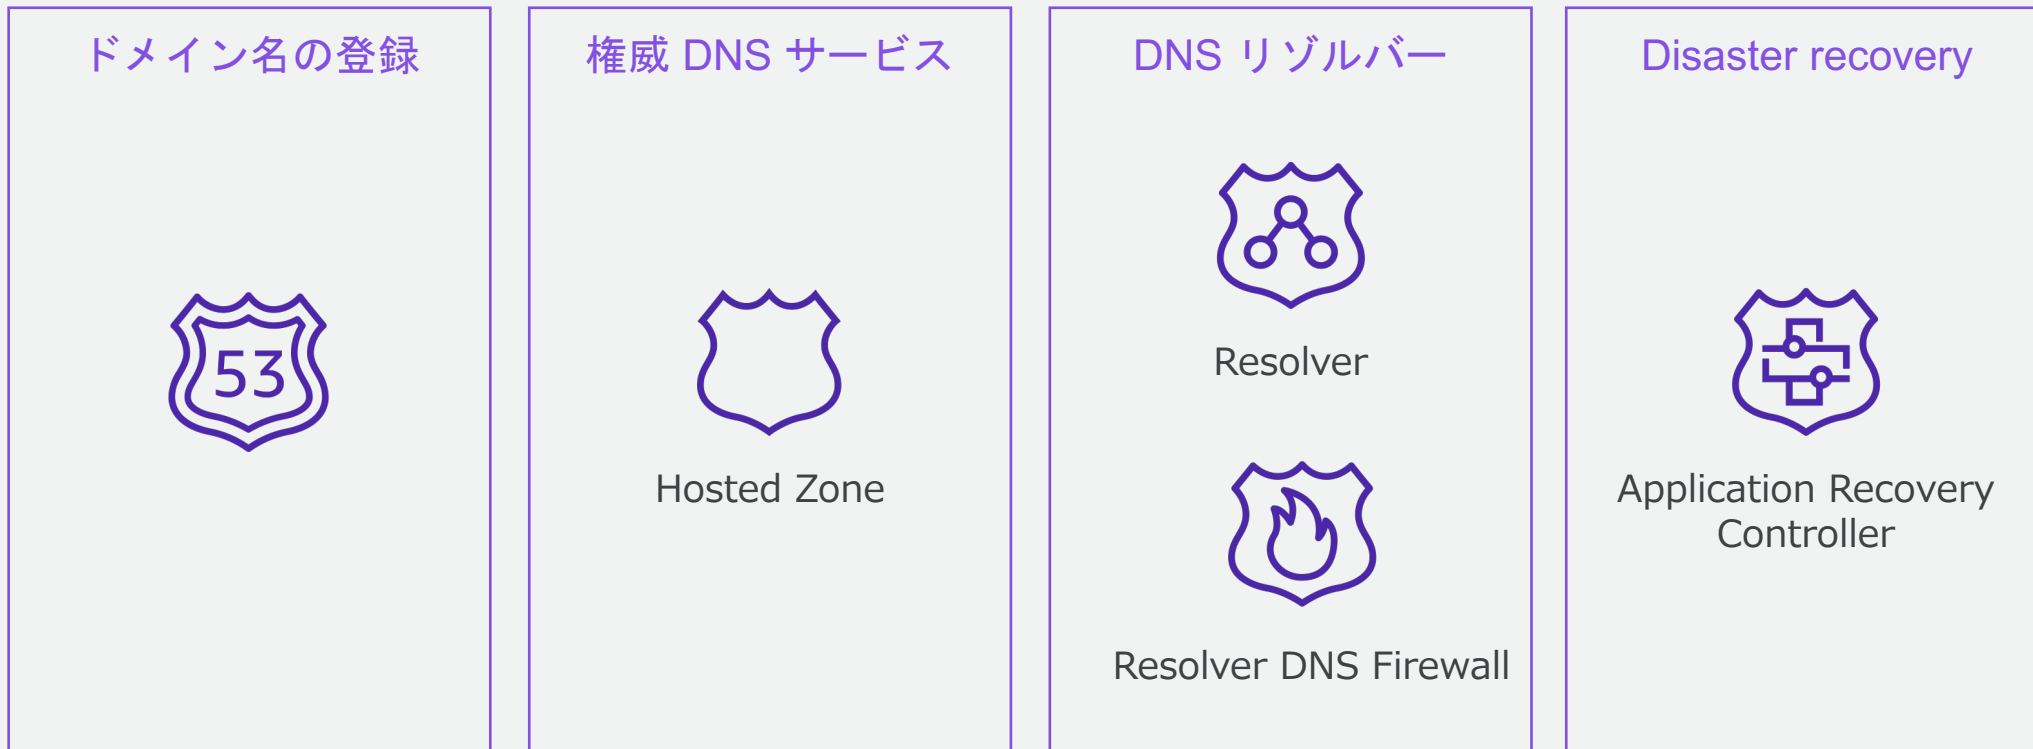 ドメイン名の登録
53
権威 DNS サービス
Hosted Zone
DNS リゾルバー
Resolver
Resolver DNS Firewall
Disaster recovery
Application Recovery
Controller